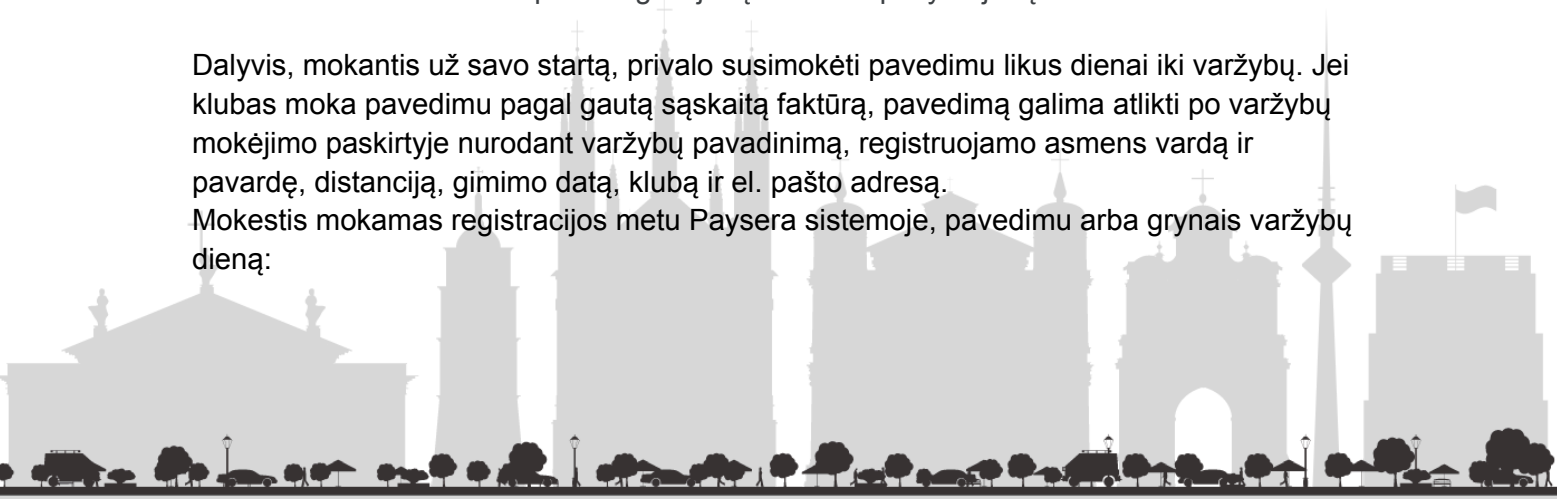 Dalyvis, mokantis už savo startą, privalo susimokėti pavedimu likus dienai iki varžybų. Jei
klubas moka pavedimu pagal gautą sąskaitą faktūrą, pavedimą galima atlikti po varžybų
mokėjimo paskirtyje nurodant varžybų pavadinimą, registruojamo asmens vardą ir
pavardę, distanciją, gimimo datą, klubą ir el. pašto adresą.
Mokestis mokamas registracijos metu Paysera sistemoje, pavedimu arba grynais varžybų
dieną: